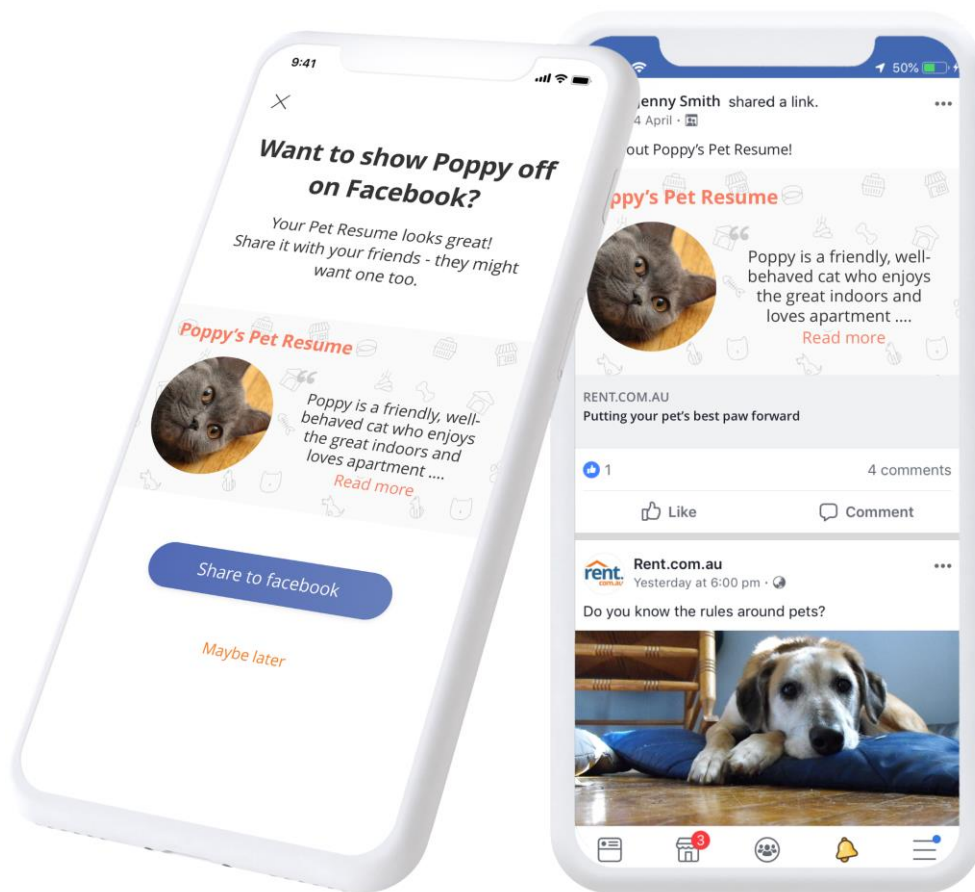 9:41
Want to show Poppy off
on Facebook?
Your Pet Resume looks great!
Share it with your friends - they might
want one too.
Poppy's Pet Resume
“
Poppy is a friendly, well-
behaved cat who enjoys
the great indoors and
loves apartment ....
Read more
Share to facebook
Maybe later
50%
enny Smith shared a link.
4 April ·
out Poppy's Pet Resume!
ppy's Pet Resume
“
Poppy is a friendly, well-
behaved cat who enjoys
the great indoors and
loves apartment ....
Read more
RENT.COM.AU
Putting your pet's best paw forward
1 4 comments
Like Comment
rent.
com.au
Rent.com.au
Yesterday at 6:00 pm ·
Do you know the rules around pets?
3